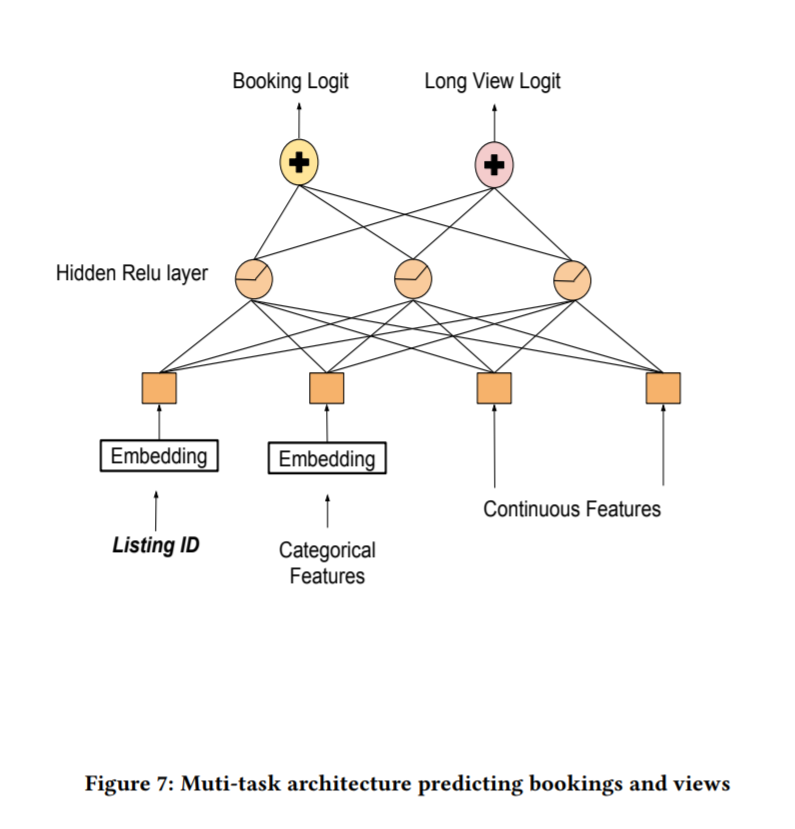 Booking Logit
Long View Logit
Hidden Relu layer
Embedding
Embedding
Continuous Features
Listing ID
Categorical
Features
Figure 7: Muti-task architecture predicting bookings and views